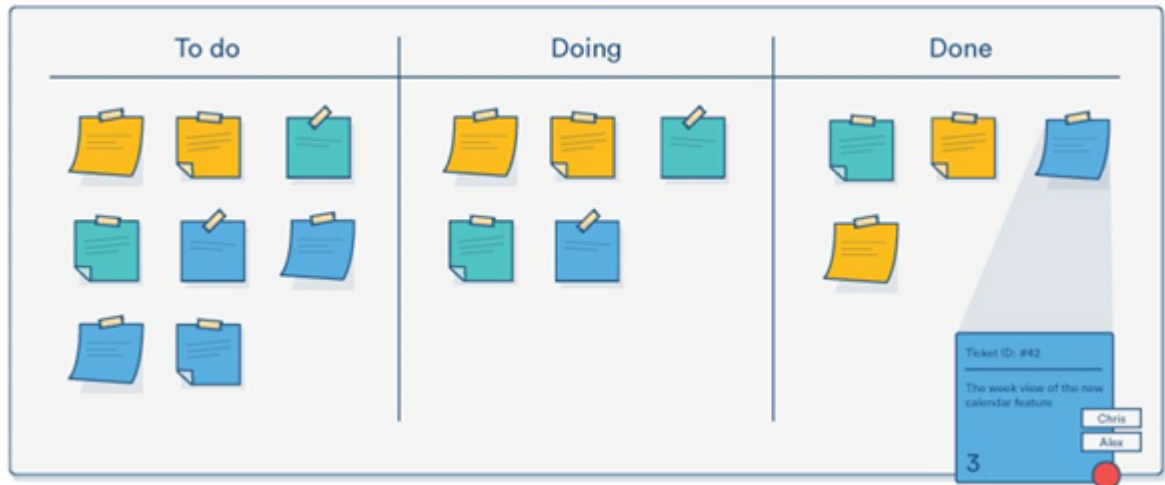 To do
Doing
Done
Ticket ID: #42
The week view of the new
calendar feature
Chris
Alex
3